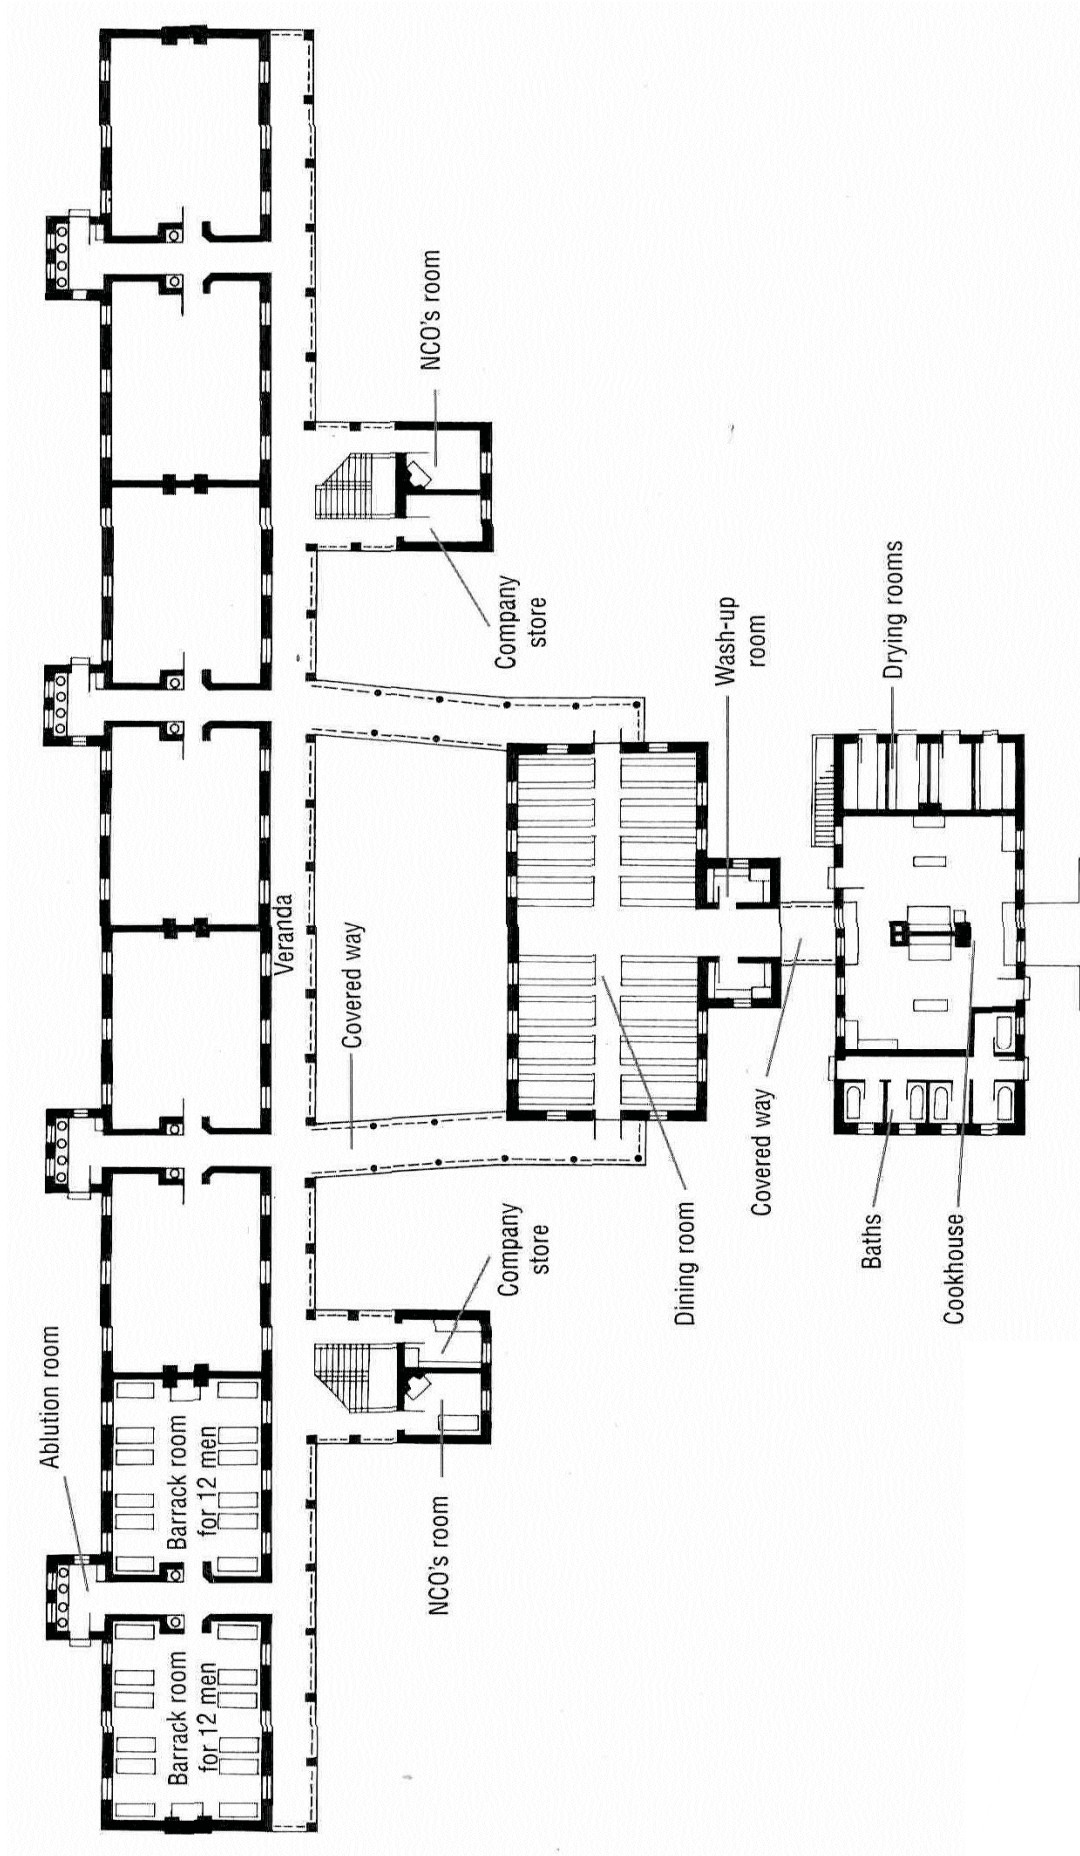 Ablution room
Barrack room
for 12 men
Barrack room
for 12 men
Veranda
Covered way
NCO's room
Company
store
NCO's room
Company
store
Dining room
Covered way
Wash-up
room
Baths
Cookhouse
Drying rooms